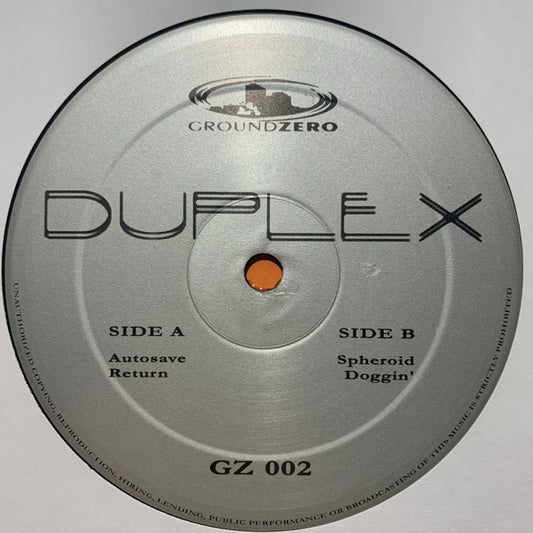 GROUNDZERO
DUPLEX
SIDE A
Autosave
Return
SIDE B
Spheroid
Doggin'
GZ 002
UNAUTHORIZED COPYING, REPRODUCTION, HIRING, LENDING, PUBLIC PERFORMANCE OR BROADCASTING OF THIS MUSIC IS STRICTLY PROHIBITED